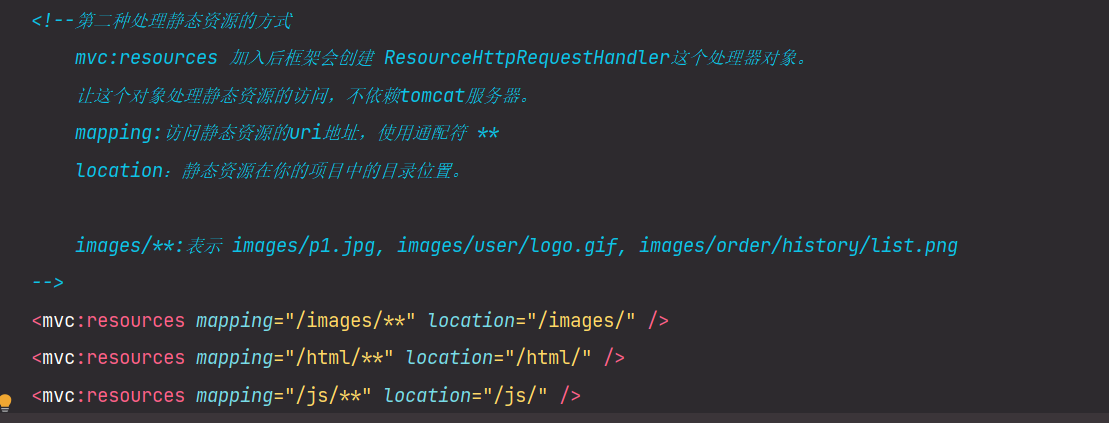 <!--第二种处理静态资源的方式
mvc:resources 加入后框架会创建 ResourceHttpRequestHandler这个处理器对象。
让这个对象处理静态资源的访问，不依赖tomcat服务器。
mapping:访问静态资源的uri地址，使用通配符 **
location：静态资源在你的项目中的目录位置。
images/**:表示 images/p1.jpg, images/user/logo.gif, images/order/history/list.png
-->
<mvc:resources mapping="/images/**" location="/images/" />
<mvc:resources mapping="/html/**" location="/html/" />
<mvc:resources mapping="/js/**" location="/js/" />